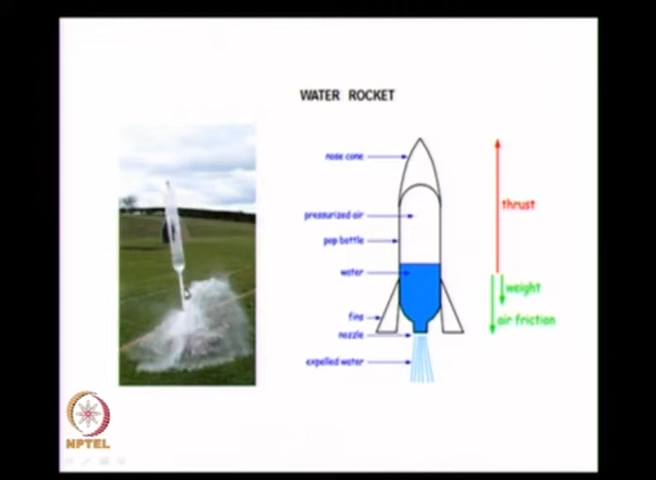 WATER ROCKET
nose cone
pressurized air
pop bottle
water
fins
nozzle
expelled water
thrust
weight
air friction
NPTEL